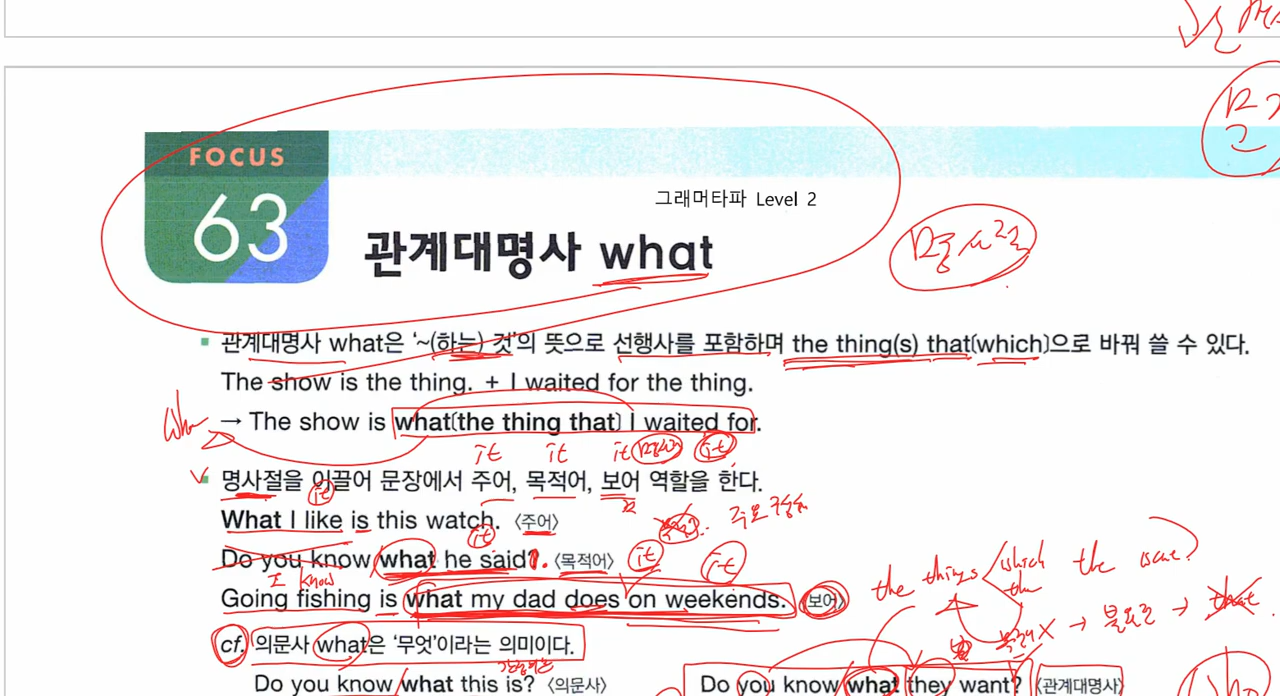 FOCUS
63
그래머타파 Level 2
관계대명사 what
관계대명사 what은 '~(하는) 것'의 뜻으로 선행사를 포함하며 the thing(s) that(which)으로 바꿔 쓸 수 있다.
The show is the thing. + I waited for the thing.
→ The show is what(the thing that) I waited for.
it it it it
명사절을 이끌어 문장에서 주어, 목적어, 보어 역할을 한다.
it
What I like is this watch. <주어>
it
Do you know what he said? <목적어> it it
I know
the things which the
Going fishing is what my dad does on weekends. <보어>
cf. 의문사 what은 '무엇'이라는 의미이다.
Do you know what this is? <의문사>
Do you know what they want? <관계대명사>